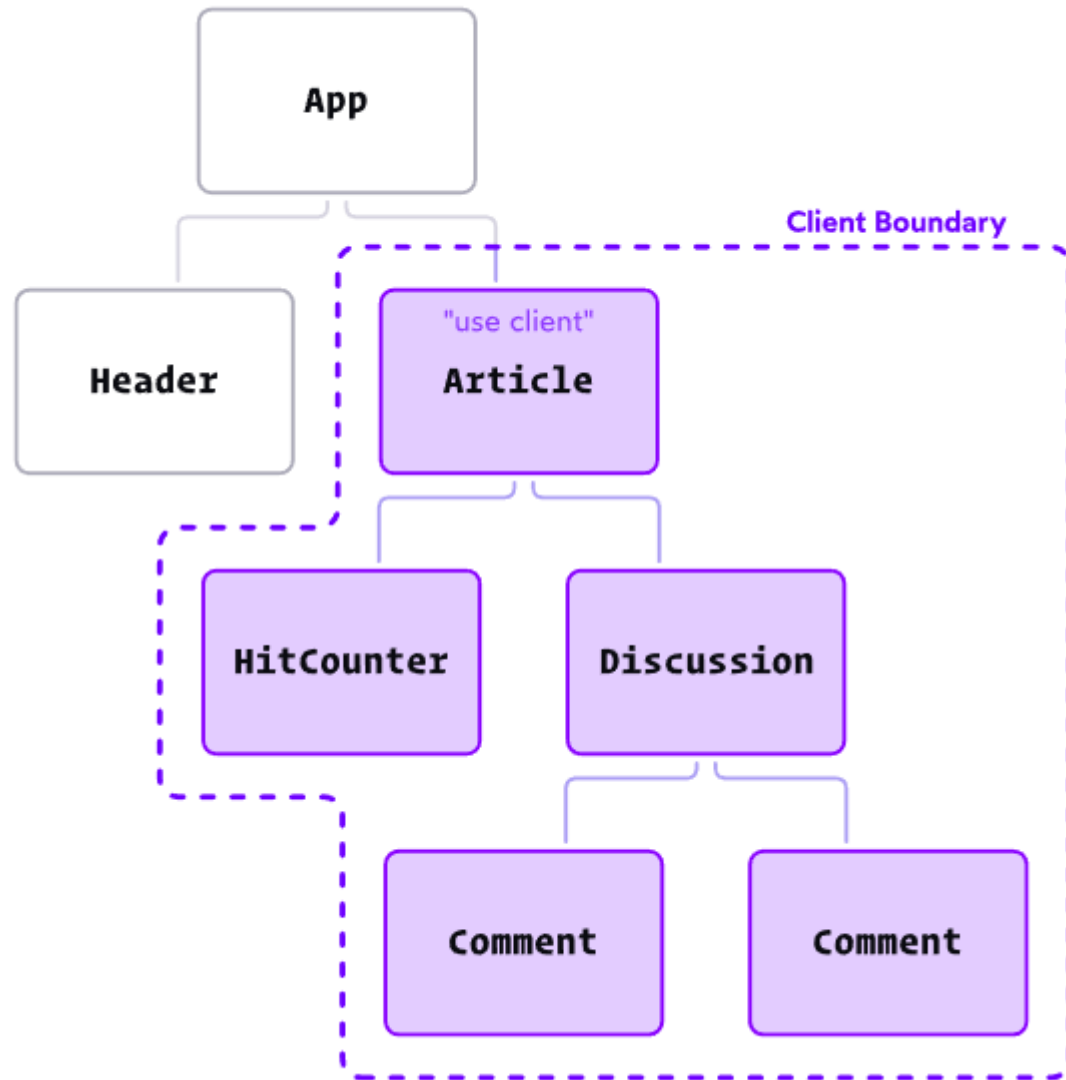 App
Client Boundary
Header
"use client"
Article
HitCounter
Discussion
Comment
Comment